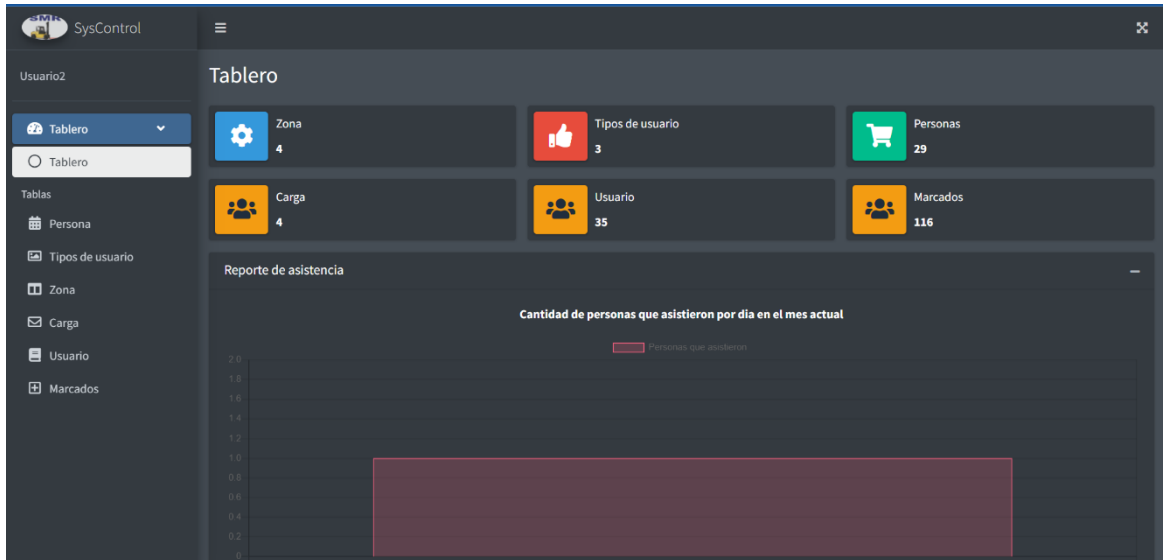 SMR
SysControl
Usuario2
Tablero
Tablero
Tablas
Persona
Tipos de usuario
Zona
Carga
Usuario
Marcados
Tablero
Zona
4
Tipos de usuario
3
Personas
29
Carga
4
Usuario
35
Marcados
116
Reporte de asistencia
Cantidad de personas que asistieron por dia en el mes actual
Personas que asistieron
2.0
1.8
1.6
1.4
1.2
1.0
0.8
0.6
0.4
0.2
0